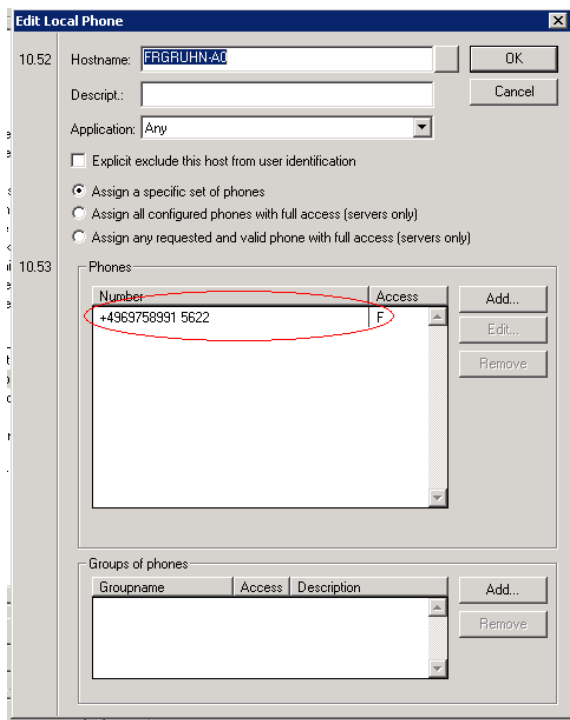 Edit Local Phone
10.52
Hostname: FRGRUHN-A0
OK
Descript.:
Cancel
Application: Any
Explicit exclude this host from user identification
Assign a specific set of phones
Assign all configured phones with full access (servers only)
Assign any requested and valid phone with full access (servers only)
10.53
Phones
Number Access
Add...
+4969758991 5622 F
Edit...
Remove
Groups of phones
Groupname Access Description
Add...
Remove